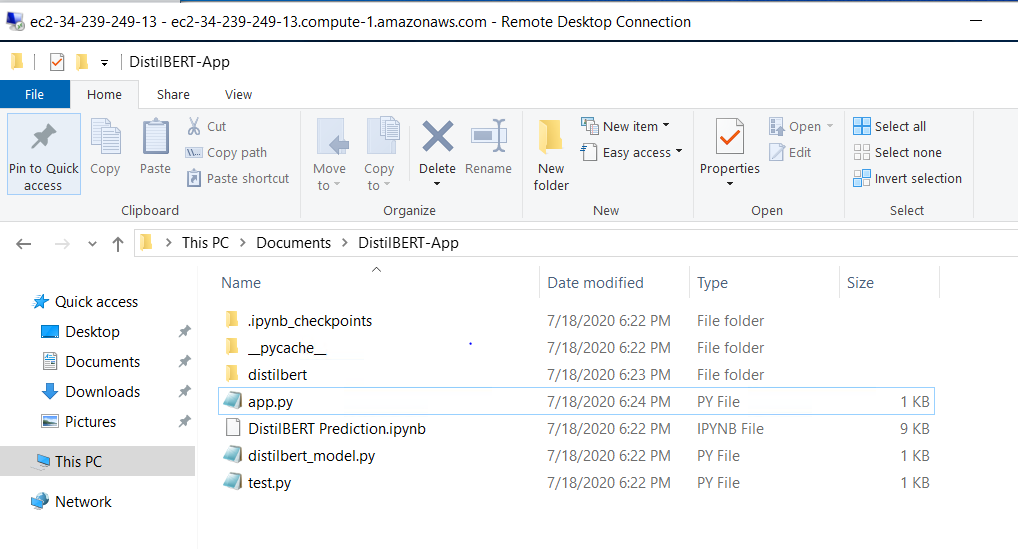 ec2-34-239-249-13 - ec2-34-239-249-13.compute-1.amazonaws.com - Remote Desktop Connection
DistilBERT-App
File Home Share View
Pin to Quick access
Copy
Paste
Cut
Copy path
Paste shortcut
Clipboard
Move to
Copy to
Delete
Rename
Organize
New folder
New item
Easy access
New
Properties
Open
Edit
Open
Select all
Select none
Invert selection
Select
This PC > Documents > DistilBERT-App
Quick access
Desktop
Documents
Downloads
Pictures
This PC
Network
Name Date modified Type Size
.ipynb_checkpoints 7/18/2020 6:22 PM File folder
__pycache__ 7/18/2020 6:22 PM File folder
distilbert 7/18/2020 6:23 PM File folder
app.py 7/18/2020 6:24 PM PY File 1 KB
DistilBERT Prediction.ipynb 7/18/2020 6:22 PM IPYNB File 9 KB
distilbert_model.py 7/18/2020 6:22 PM PY File 1 KB
test.py 7/18/2020 6:22 PM PY File 1 KB